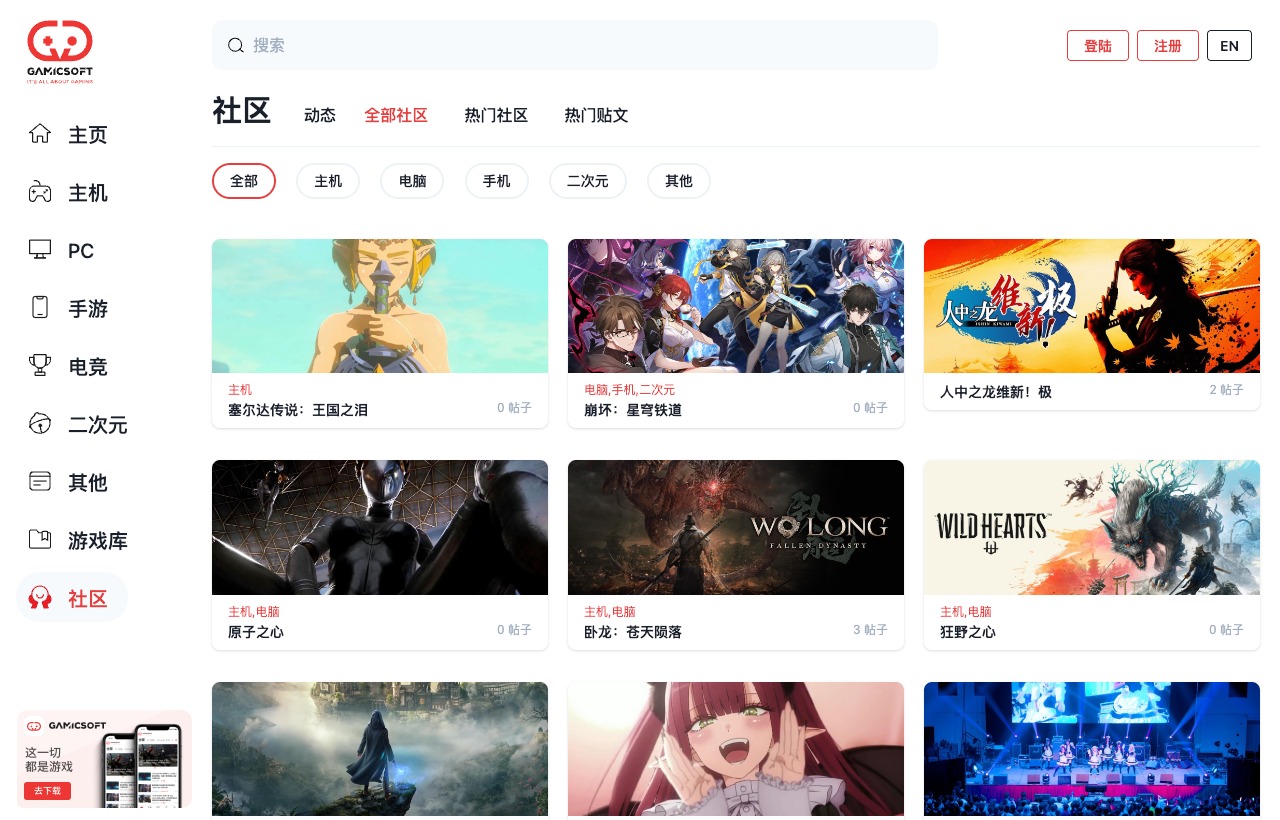 GAMICSOFT
IT'S ALL ABOUT GAMING
搜索
登陆
注册
EN
主页
主机
PC
手游
电竞
二次元
其他
游戏库
社区
GAMICSOFT
这一切
都是游戏
去下载
社区
动态
全部社区
热门社区
热门贴文
全部
主机
电脑
手机
二次元
其他
主机
塞尔达传说：王国之泪
0 帖子
电脑,手机,二次元
崩坏：星穹铁道
0 帖子
人中之龙
维新!
极
ISHIN KIWAMI
人中之龙维新！极
2 帖子
主机,电脑
原子之心
0 帖子
WO LONG
FALLEN DYNASTY
主机,电脑
卧龙：苍天陨落
3 帖子
WILD HEARTS
主机,电脑
狂野之心
0 帖子